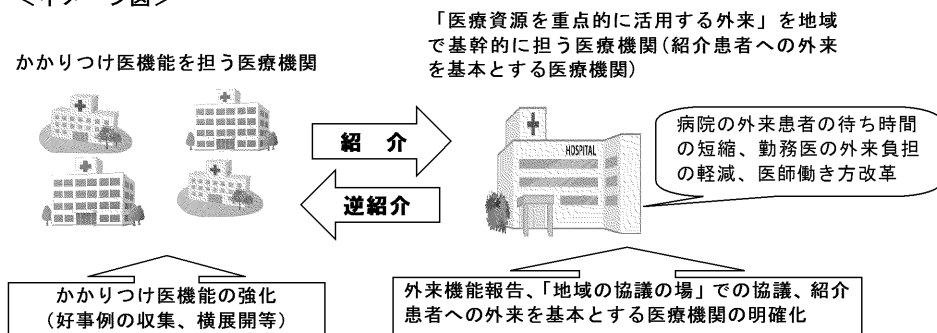 ＜イメージ図＞
かかりつけ医機能を担う医療機関
「医療資源を重点的に活用する外来」を地域
で基幹的に担う医療機関(紹介患者への外来
を基本とする医療機関)
紹 介
逆紹介
HOSPITAL
病院の外来患者の待ち時間
の短縮、勤務医の外来負担
の軽減、医師働き方改革
かかりつけ医機能の強化
(好事例の収集、横展開等)
外来機能報告、「地域の協議の場」での協議、紹介
患者への外来を基本とする医療機関の明確化